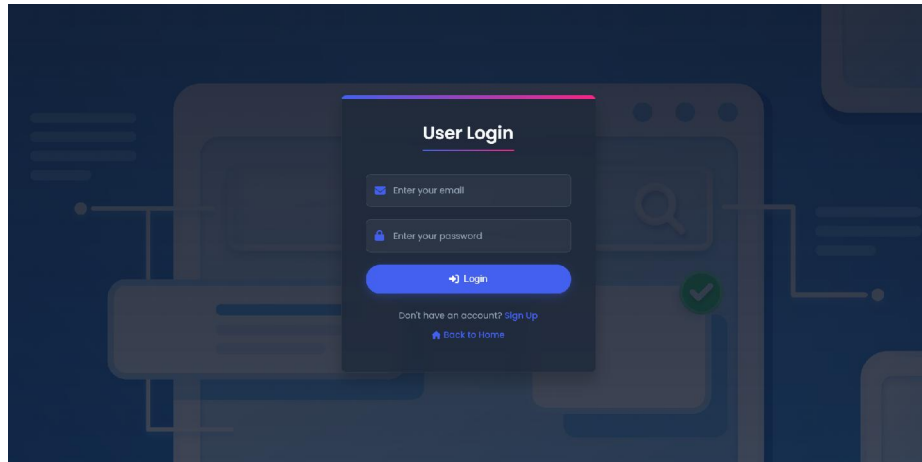 User Login
Enter your email
Enter your password
Login
Don't have an account? Sign Up
Back to Home